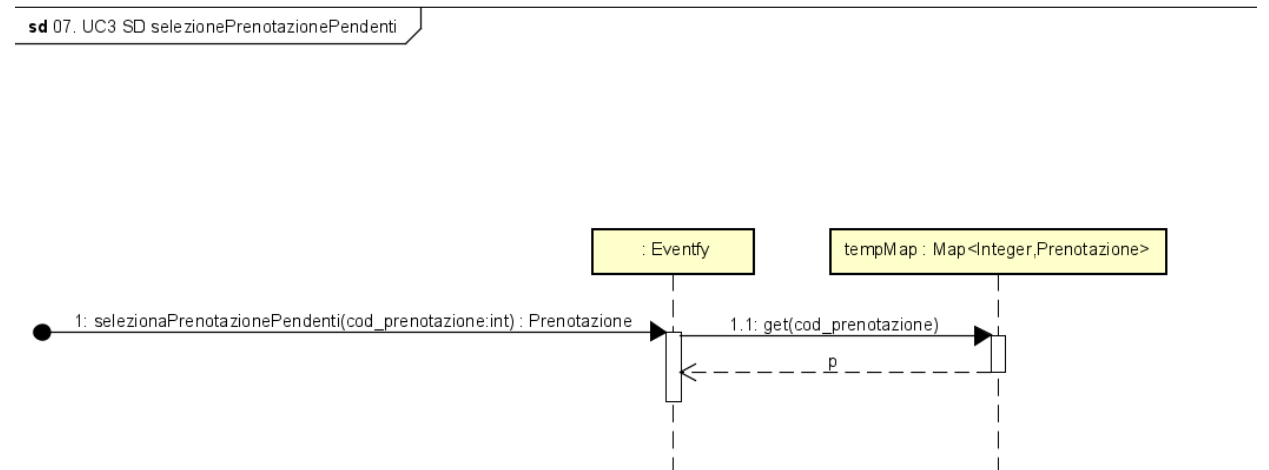 sd 07. UC3 SD selezionePrenotazionePendenti
: Eventfy
tempMap : Map<Integer,Prenotazione>
1: selezionaPrenotazionePendenti(cod_prenotazione:int) : Prenotazione
1.1: get(cod_prenotazione)
p